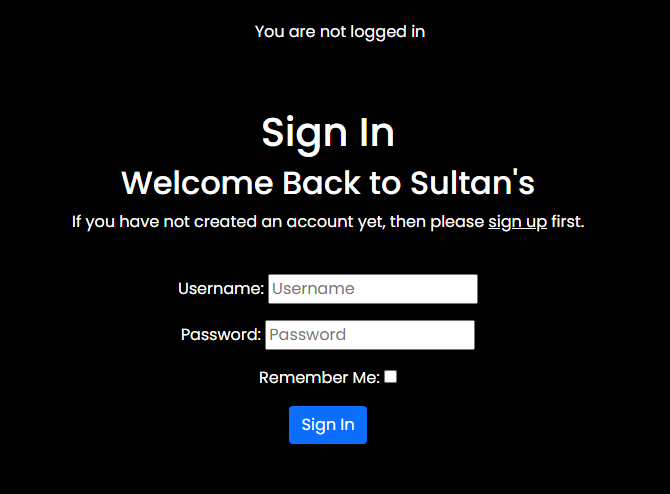 You are not logged in
Sign In
Welcome Back to Sultan's
If you have not created an account yet, then please sign up first.
Username: Username
Password: Password
Remember Me:
Sign In